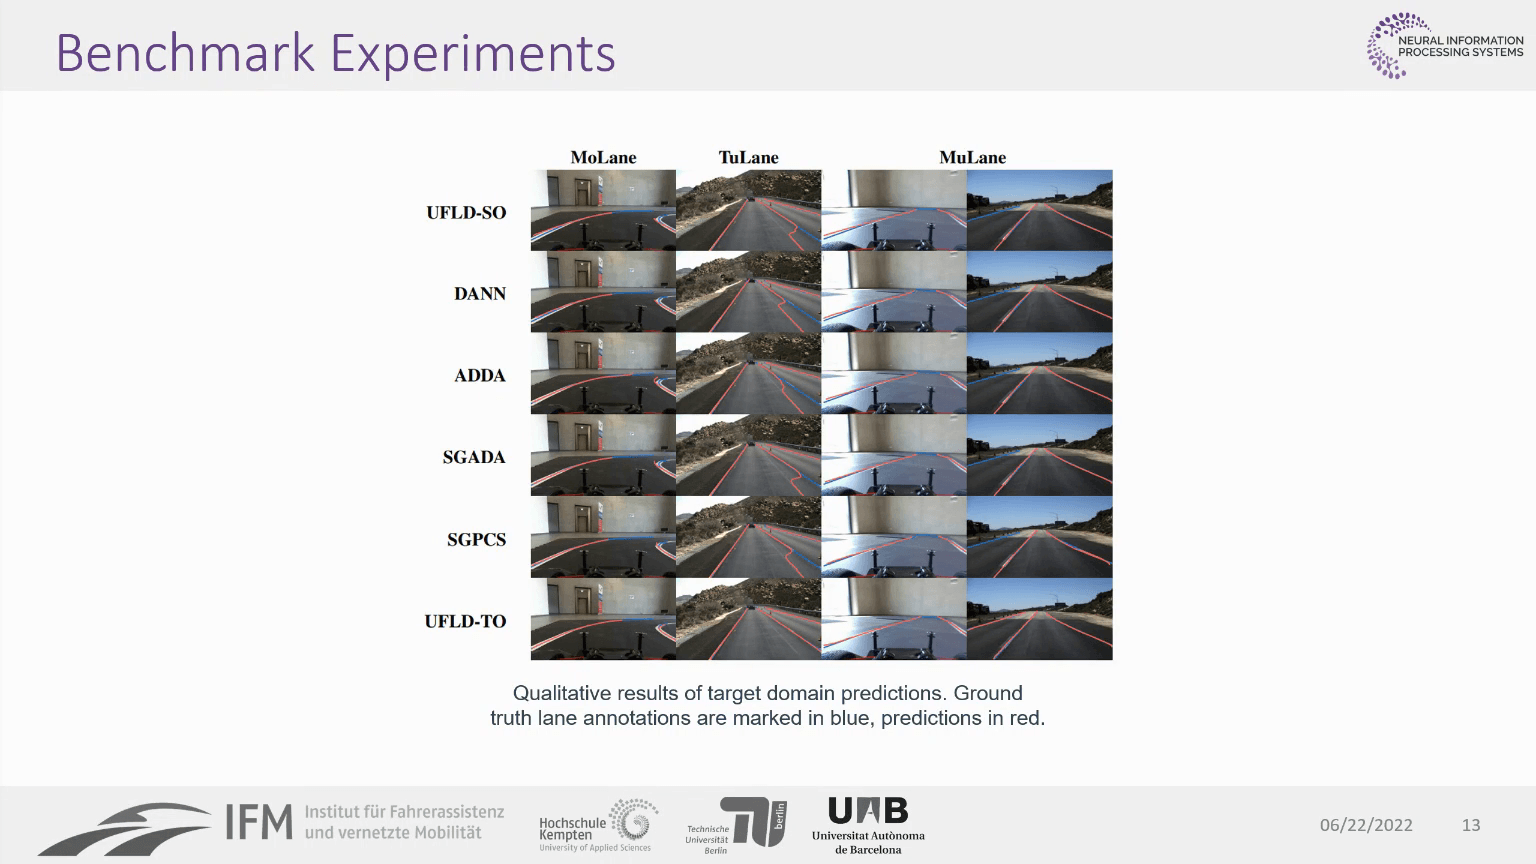 Benchmark Experiments
NEURAL INFORMATION
PROCESSING SYSTEMS
MoLane TuLane MuLane
UFLD-SO
DANN
ADDA
SGADA
SGPCS
UFLD-TO
Qualitative results of target domain predictions. Ground
truth lane annotations are marked in blue, predictions in red.
IFM
Institut für Fahrerassistenz
und vernetzte Mobilität
Hochschule
Kempten
University of Applied Sciences
Technische
Universität
Berlin
berlin
UAB
Universitat Autònoma
de Barcelona
06/22/2022 13